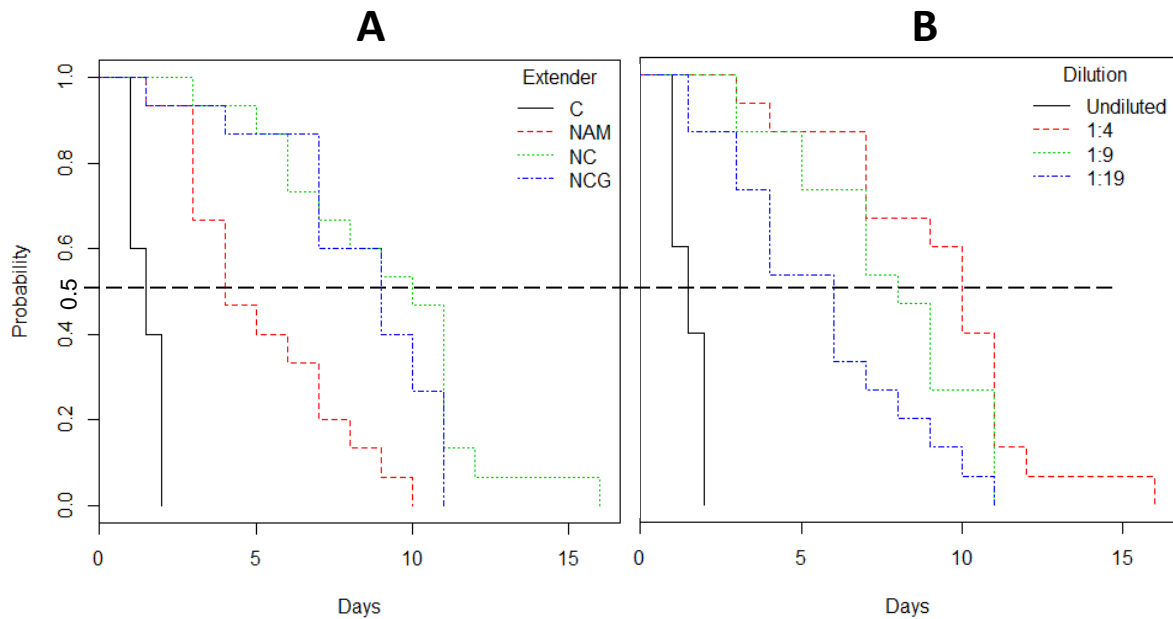 A B
Extender
C
NAM
NC
NCG
Dilution
Undiluted
1:4
1:9
1:19
Probability
1.0
0.8
0.6
0.5
0.4
0.2
0.0
0 5 10 15
0 5 10 15
Days
Days